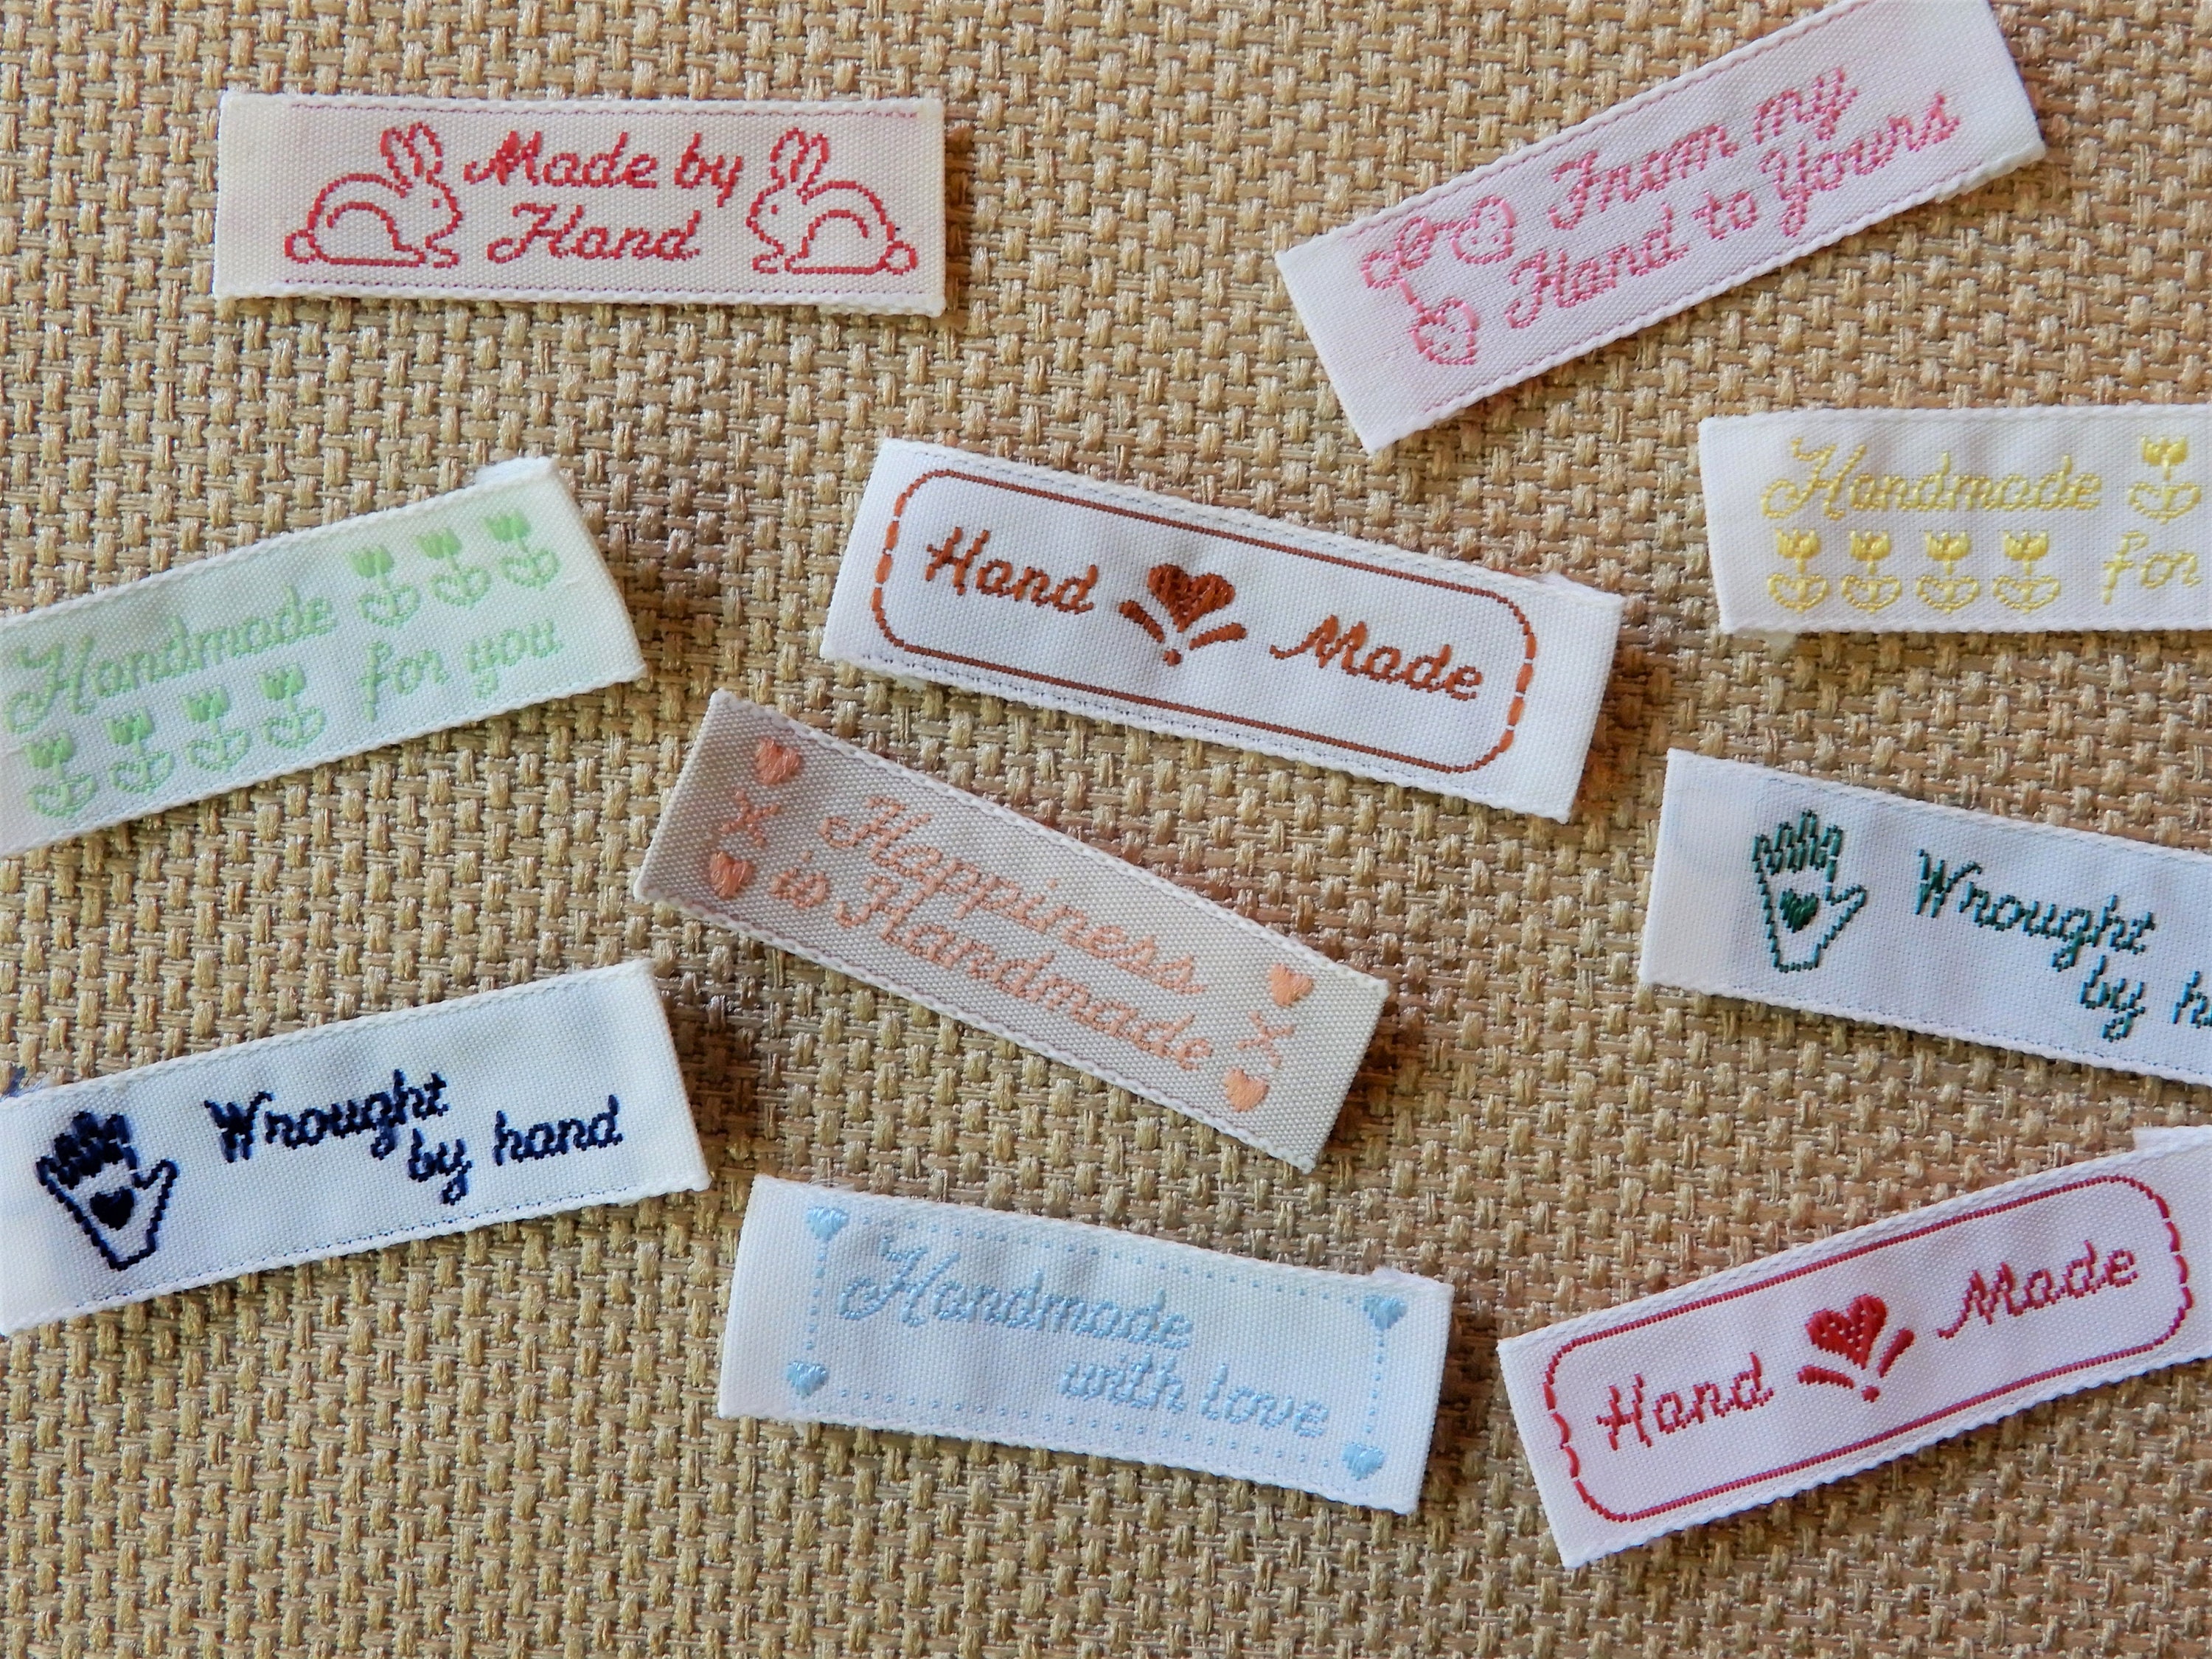 Made by
Hand
From my
Hand to Yours
Handmade
for you
Hand Made
Handmade
for
Happiness
is Handmade
Wrought
by
Wrought
by hand
Handmade
with love
Hand Made